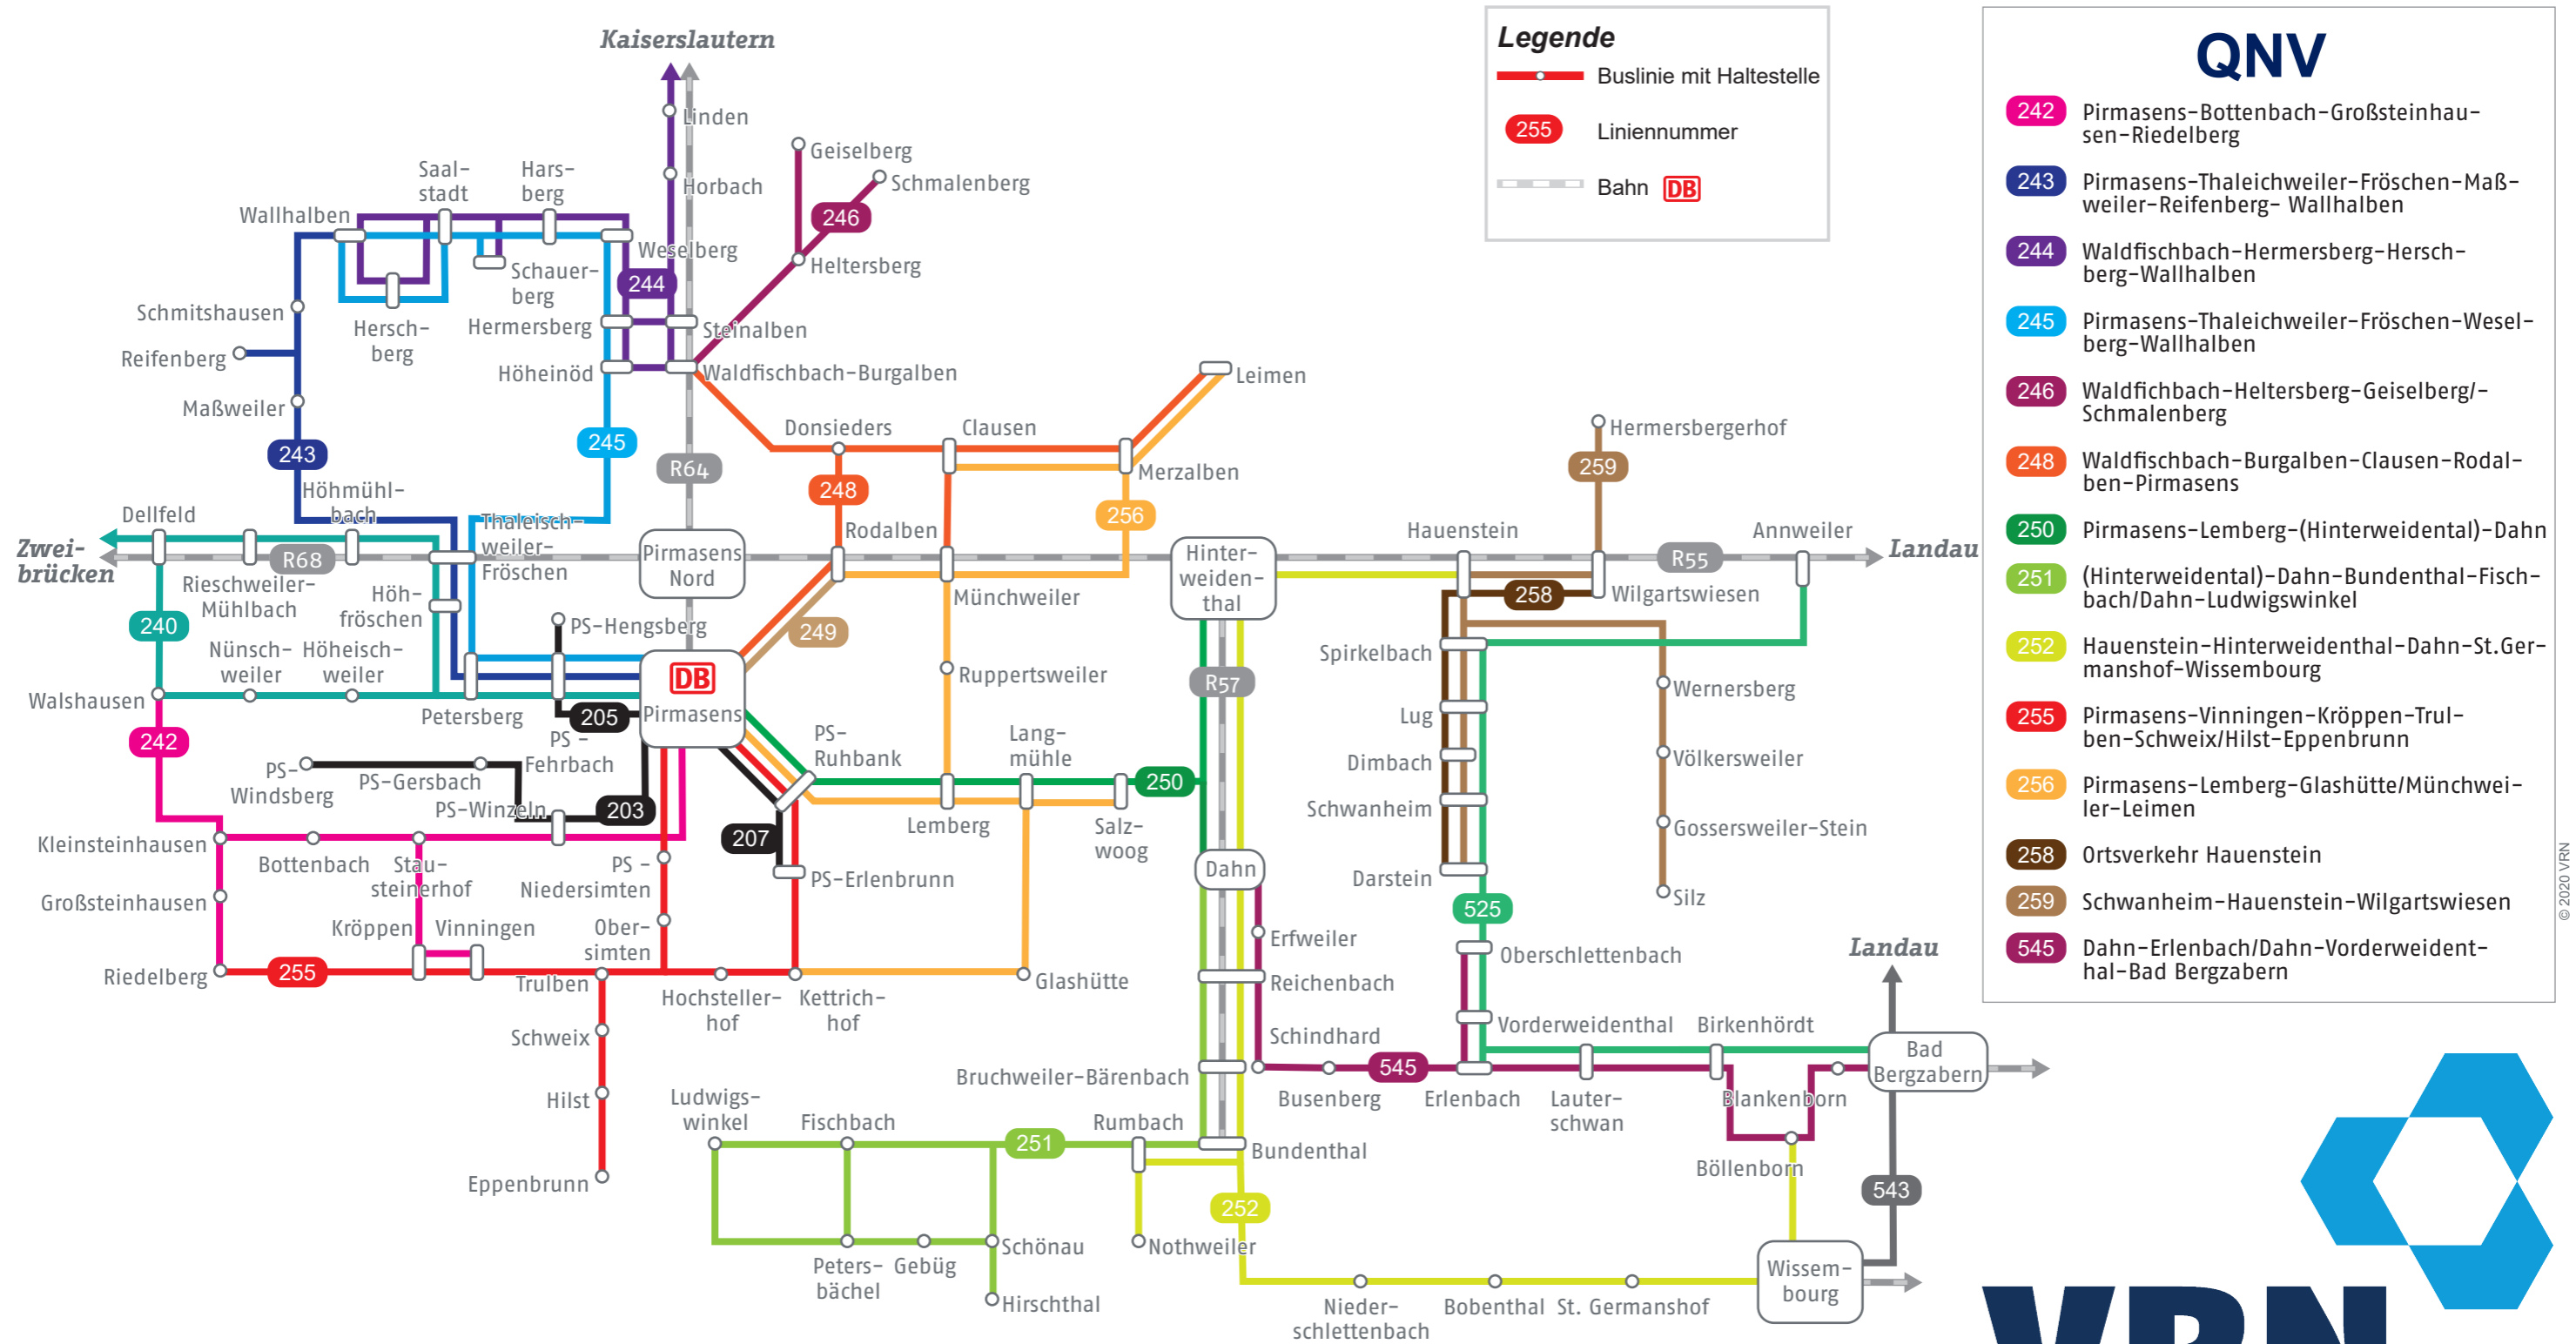 Kaiserslautern
Linden
Horbach
Geiselberg
Schmalenberg
246
Heltersberg
Saal-
stadt
Hars-
berg
Wallhalben
Weselberg
Schauer-
berg
244
Hersch-
berg
Schmitshausen
Hermersberg
Steinalben
Reifenberg
Höheinöd
Waldfischbach-Burgalben
Maßweiler
243
245
R64
Donsieders
Clausen
Leimen
Merzalben
248
256
Hermersbergerhof
259
Höhmühl-
bach
Dellfeld
Zwei-
brücken
R68
Rieschweiler-
Mühlbach
Thaleisch-
weiler-
Fröschen
Pirmasens
Nord
Rodalben
Münchweiler
Hinter-
weiden-
thal
Hauenstein
Annweiler
R55
Landau
258
Wilgartswiesen
Höh-
fröschen
240
PS-Hengsberg
249
Nünsch-
weiler
Höheisch-
weiler
Walshausen
Petersberg
DB
Pirmasens
205
Ruppertsweiler
R57
Spirkelbach
Wernersberg
Lug
Dimbach
Völkersweiler
Schwanheim
Gossersweiler-Stein
Darstein
Silz
525
242
PS -
Fehrbach
PS-
Windsberg
PS-Gersbach
PS-Winzeln
203
207
PS-
Ruhbank
Lang-
mühle
250
Lemberg
Salz-
woog
Kleinsteinhausen
Bottenbach
Stau-
steinerhof
PS -
Niedersimten
PS-Erlenbrunn
Dahn
Großsteinhausen
Kröppen
Vinningen
Ober-
simten
Erfweiler
Reichenbach
Oberschlettenbach
Landau
Riedelberg
255
Trulben
Hochsteller-
hof
Kettrich-
hof
Glashütte
Schweix
Schindhard
Vorderweidenthal
Birkenhördt
Bad
Bergzabern
Bruchweiler-Bärenbach
545
Busenberg
Erlenbach
Lauter-
schwan
Blankenborn
Hilst
Ludwigs-
winkel
Fischbach
251
Rumbach
Bundenthal
Böllenborn
543
Eppenbrunn
252
Schönau
Nothweiler
Peters-
bächel
Gebüg
Hirschthal
Nieder-
schlettenbach
Bobenthal
St. Germanshof
Wissem-
bourg
Legende
Buslinie mit Haltestelle
255
Liniennummer
Bahn DB
QNV
242 Pirmasens-Bottenbach-Großsteinhau-
sen-Riedelberg
243 Pirmasens-Thaleichweiler-Fröschen-Maß-
weiler-Reifenberg- Wallhalben
244 Waldfischbach-Hermersberg-Hersch-
berg-Wallhalben
245 Pirmasens-Thaleichweiler-Fröschen-Wesel-
berg-Wallhalben
246 Waldfichbach-Heltersberg-Geiselberg/-
Schmalenberg
248 Waldfischbach-Burgalben-Clausen-Rodal-
ben-Pirmasens
250 Pirmasens-Lemberg-(Hinterweidental)-Dahn
251 (Hinterweidental)-Dahn-Bundenthal-Fisch-
bach/Dahn-Ludwigswinkel
252 Hauenstein-Hinterweidenthal-Dahn-St.Ger-
manshof-Wissembourg
255 Pirmasens-Vinningen-Kröppen-Trul-
ben-Schweix/Hilst-Eppenbrunn
256 Pirmasens-Lemberg-Glashütte/Münchwei-
ler-Leimen
258 Ortsverkehr Hauenstein
259 Schwanheim-Hauenstein-Wilgartswiesen
545 Dahn-Erlenbach/Dahn-Vorderweident-
hal-Bad Bergzabern
© 2020 VRN
VRN